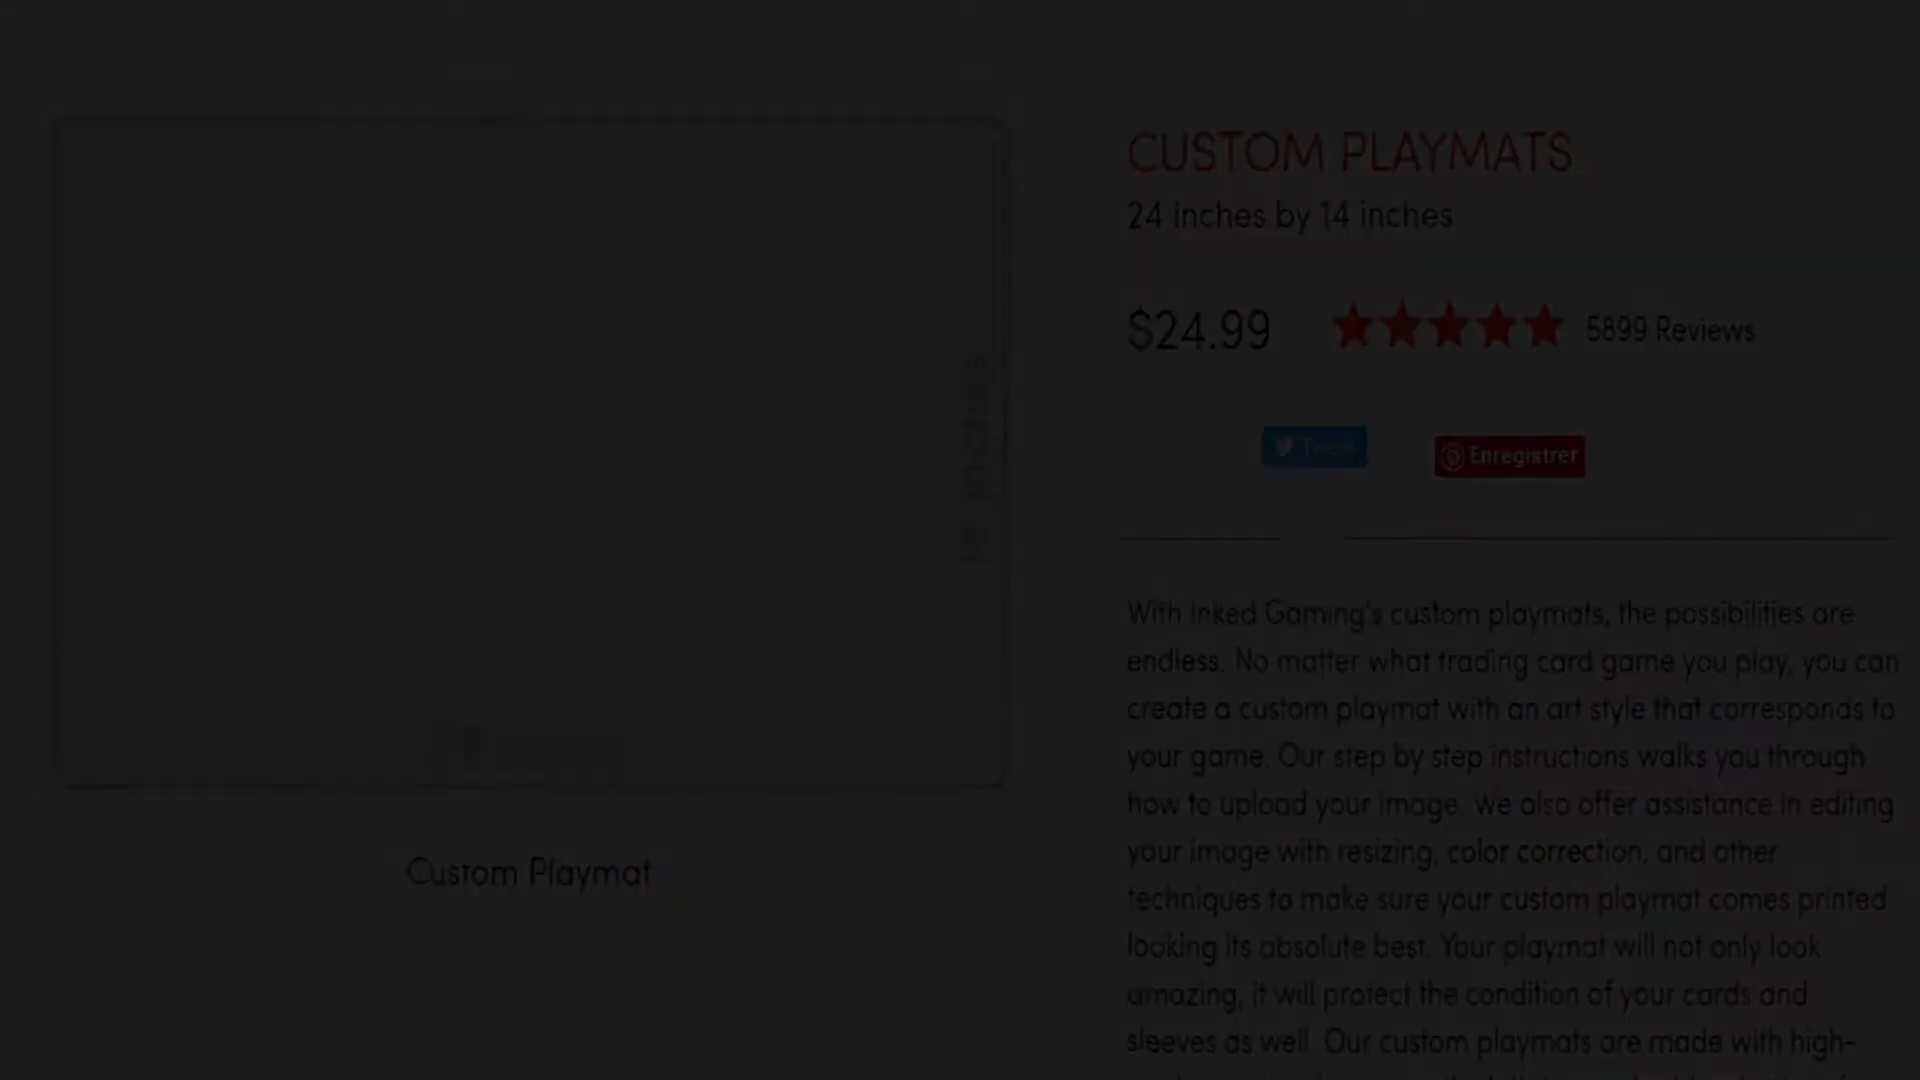 CUSTOM PLAYMATS
24 inches by 14 inches
$24.99
5899 Reviews
Tweet
Enregistrer
With Inked Gaming's custom playmats, the possibilities are
endless. No matter what trading card game you play, you can
create a custom playmat with an art style that corresponds to
your game. Our step by step instructions walks you through
how to upload your image. We also offer assistance in editing
your image with resizing, color correction, and other
techniques to make sure your custom playmat comes printed
looking its absolute best. Your playmat will not only look
amazing, it will protect the condition of your cards and
sleeves as well. Our custom playmats are made with high-
Custom Playmat